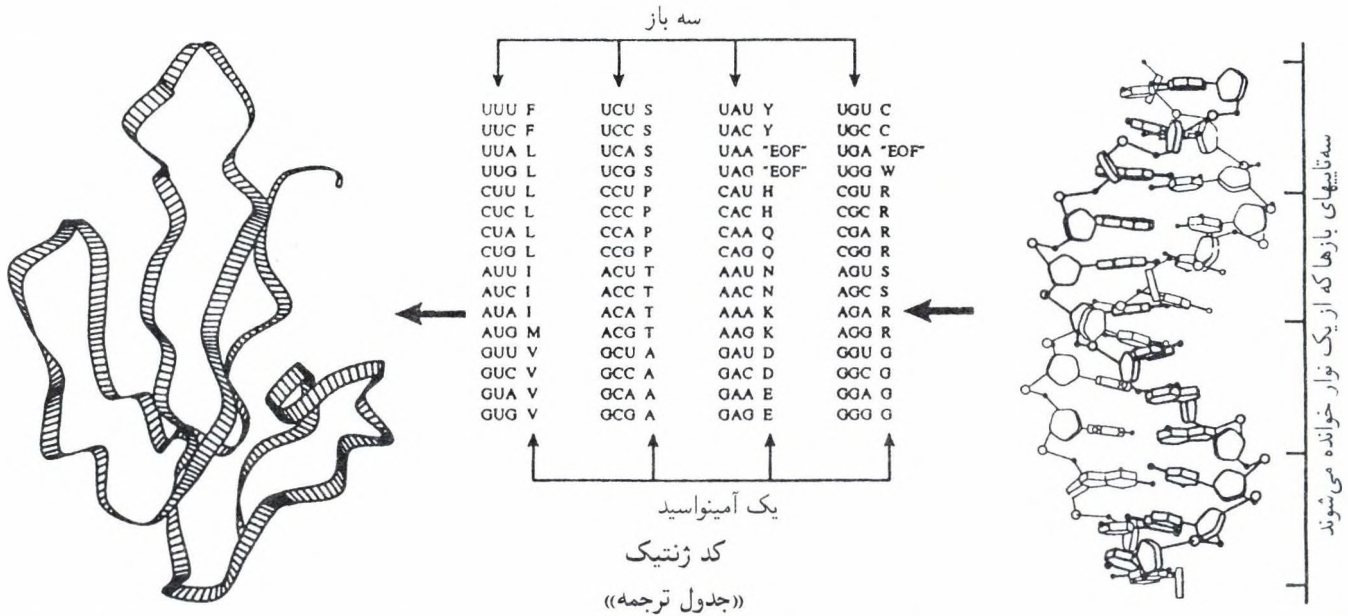 سه باز
UUU F UCU S UAU Y UGU C
UUC F UCC S UAC Y UGC C
UUA L UCA S UAA "EOF" UGA "EOF"
UUG L UCG S UAG "EOF" UGG W
CUU L CCU P CAU H CGU R
CUC L CCC P CAC H CGC R
CUA L CCA P CAA Q CGA R
CUG L CCG P CAG Q CGG R
AUU I ACU T AAU N AGU S
AUC I ACC T AAC N AGC S
AUA I ACA T AAA K AGA R
AUG M ACG T AAG K AGG R
GUU V GCU A GAU D GGU G
GUC V GCC A GAC D GGC G
GUA V GCA A GAA E GGA G
GUG V GCG A GAG E GGG G
یک آمینواسید
کد ژنتیک
«جدول ترجمه»
سه‌تاییهای بازها که از یک نوار خوانده می‌شوند